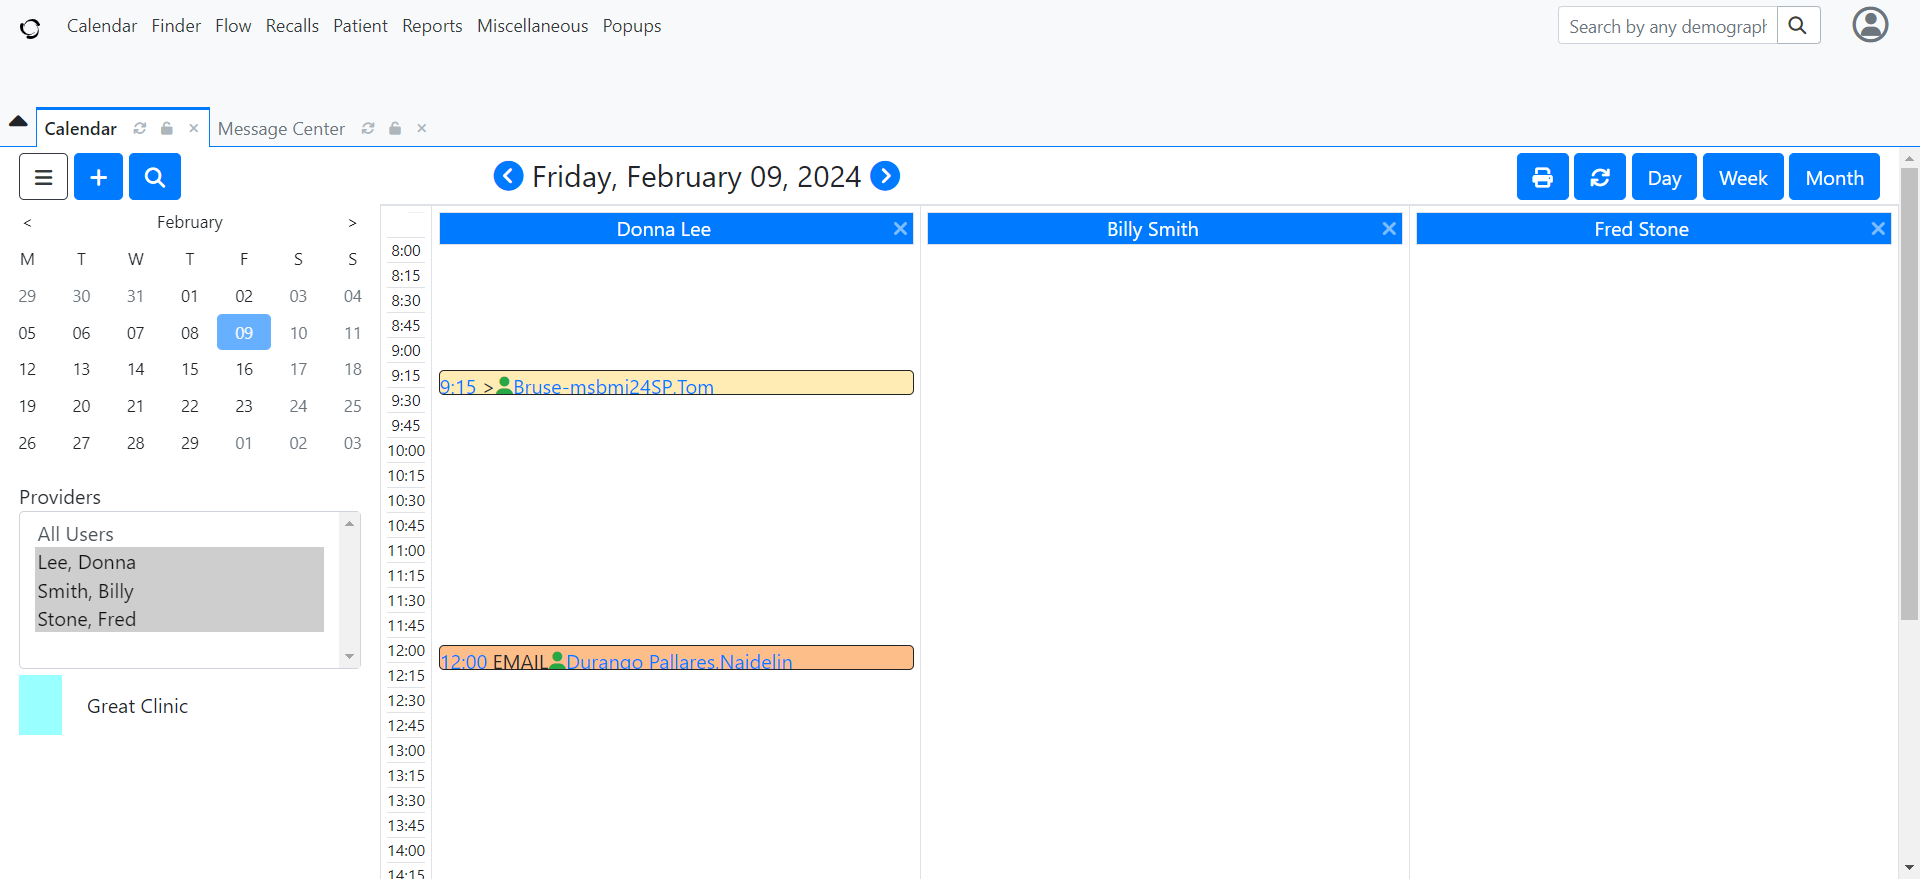 Calendar Finder Flow Recalls Patient Reports Miscellaneous Popups
Search by any demograph
Calendar
Message Center
Friday, February 09, 2024
Day Week Month
< February >
M T W T F S S
29 30 31 01 02 03 04
05 06 07 08 09 10 11
12 13 14 15 16 17 18
19 20 21 22 23 24 25
26 27 28 29 01 02 03
Providers
All Users
Lee, Donna
Smith, Billy
Stone, Fred
Great Clinic
Donna Lee
Billy Smith
Fred Stone
8:00
8:15
8:30
8:45
9:00
9:15
9:30
9:45
10:00
10:15
10:30
10:45
11:00
11:15
11:30
11:45
12:00
12:15
12:30
12:45
13:00
13:15
13:30
13:45
14:00
14:15
9:15 >Bruse-msbmi24SP,Tom
12:00 EMAIL Durango Pallares,Naidelin